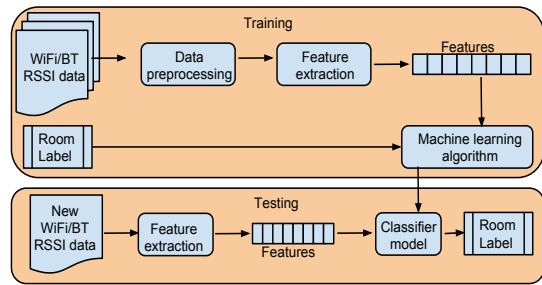 Training
WiFi/BT
RSSI data
Data
preprocessing
Feature
extraction
Features
Room
Label
Machine learning
algorithm
Testing
New
WiFi/BT
RSSI data
Feature
extraction
Features
Classifier
model
Room
Label